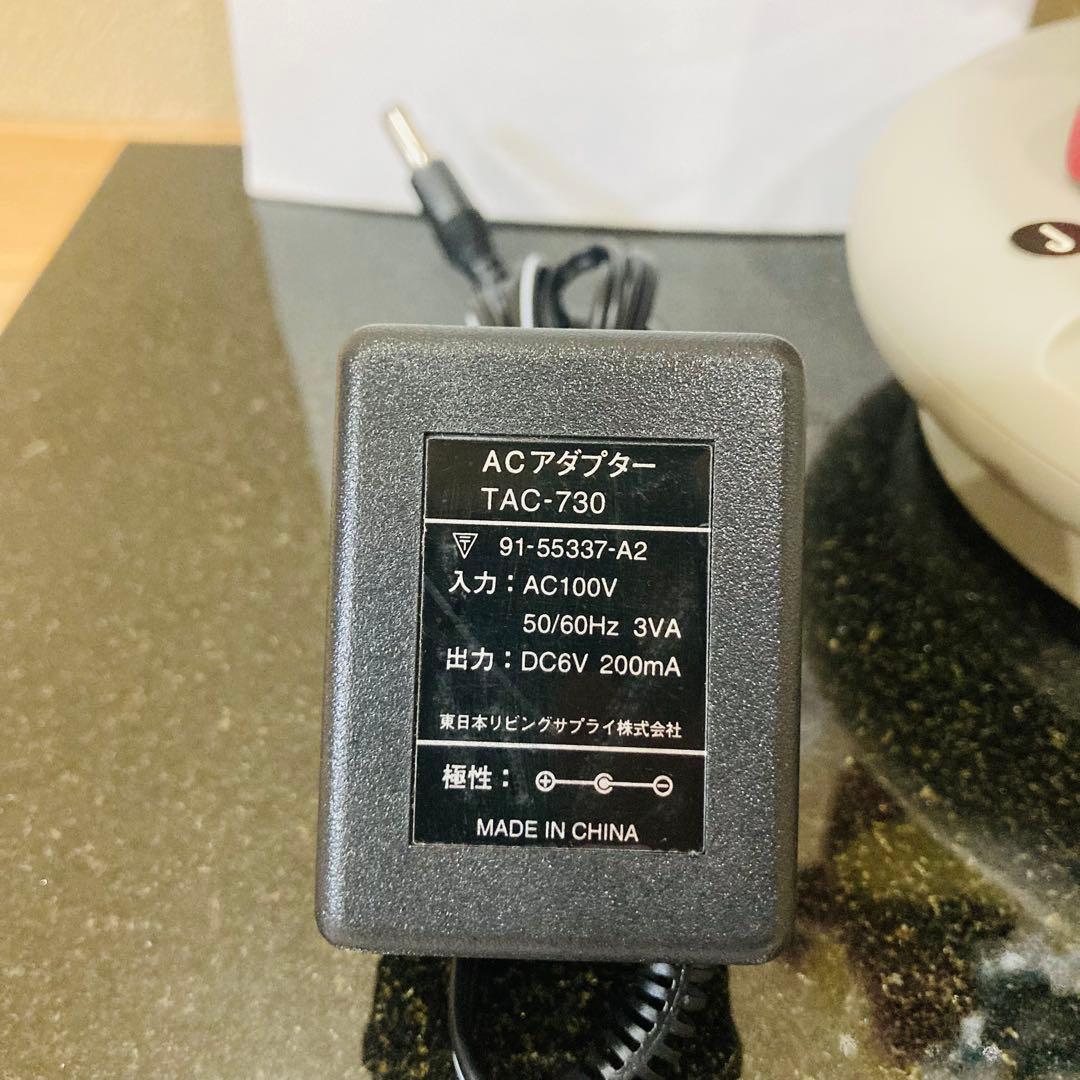 ACアダプター
TAC-730
91-55337-A2
入力：AC100V
50/60Hz 3VA
出力：DC6V 200mA
東日本リビングサプライ株式会社
極性：
MADE IN CHINA